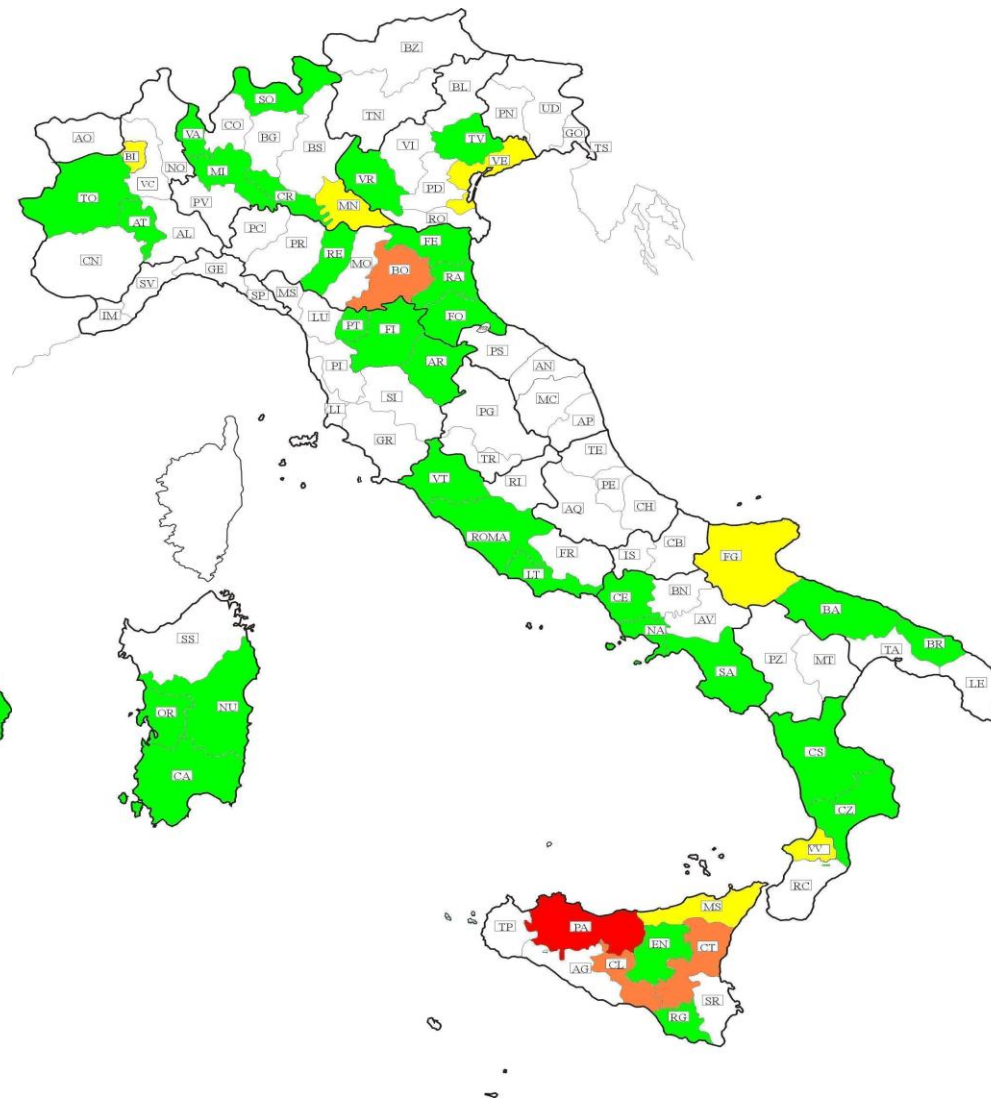 BZ
BL
SO
TN
PN
UD
AO
VA
CO
BG
BS
VI
TV
GO
TS
BI
NO
VC
MI
VR
PD
VE
TO
PV
CR
MN
RO
AT
AL
PC
PR
RE
MO
BO
FE
RA
CN
SV
GE
SP
MS
LU
PT
FI
FO
IM
PI
AR
PS
AN
LI
SI
PG
MC
AP
GR
TR
TE
VT
RI
PE
AQ
CH
ROMA
FR
CB
IS
FG
LT
CE
BN
AV
BA
NA
BR
SS
SA
PZ
MT
TA
LE
OR
NU
CS
CA
CZ
VV
RC
MS
TP
PA
EN
CT
AG
CL
SR
RG